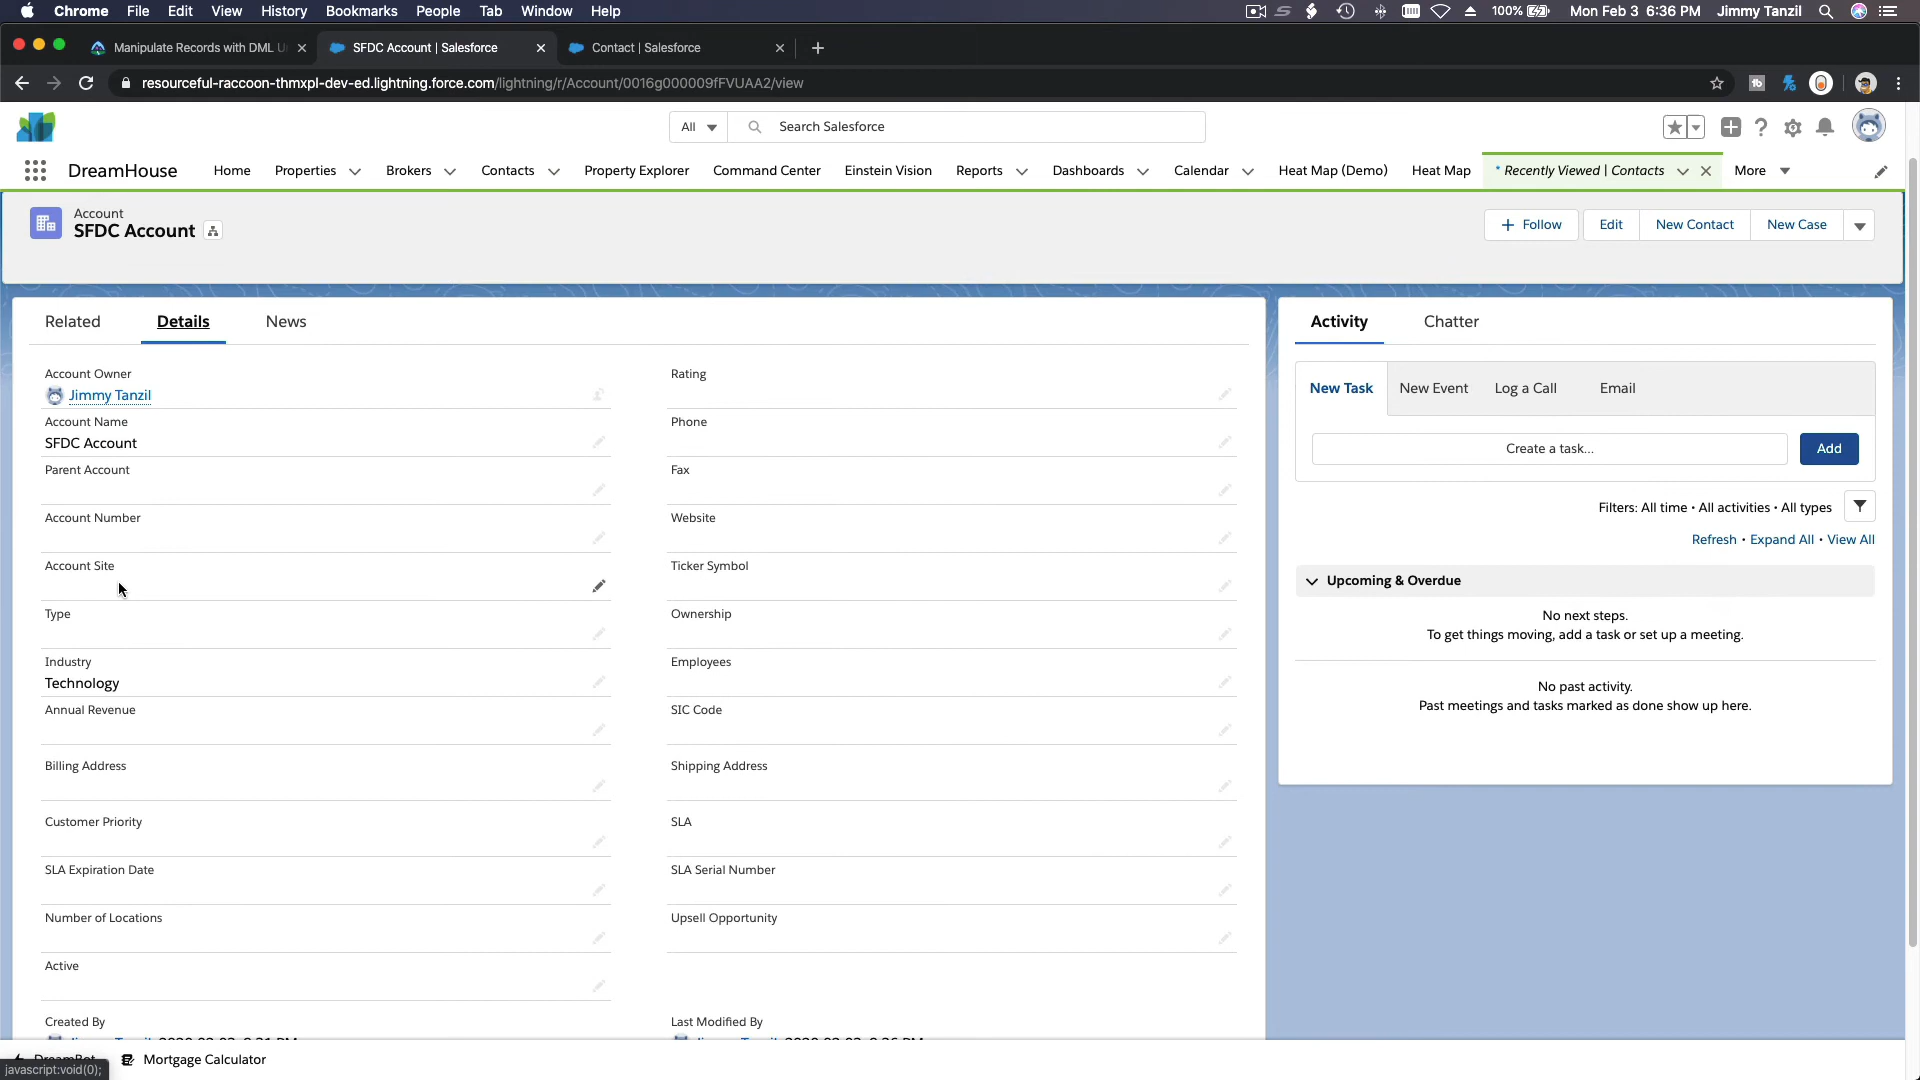 Chrome File Edit View History Bookmarks People Tab Window Help 100% Mon Feb 3 6:36 PM Jimmy Tanzil
Manipulate Records with DML SFDC Account | Salesforce Contact | Salesforce
resourceful-raccoon-thmxpl-dev-ed.lightning.force.com/lightning/r/Account/0016g000009fFVUAA2/view
All Search Salesforce
DreamHouse Home Properties Brokers Contacts Property Explorer Command Center Einstein Vision Reports Dashboards Calendar Heat Map (Demo) Heat Map * Recently Viewed | Contacts More
Account
SFDC Account
+ Follow Edit New Contact New Case
Related Details News
Account Owner Rating
Jimmy Tanzil
Account Name Phone
SFDC Account
Parent Account Fax
Account Number Website
Account Site Ticker Symbol
Type Ownership
Industry Employees
Technology
Annual Revenue SIC Code
Billing Address Shipping Address
Customer Priority SLA
SLA Expiration Date SLA Serial Number
Number of Locations Upsell Opportunity
Active
Created By Last Modified By
Activity Chatter
New Task New Event Log a Call Email
Create a task... Add
Filters: All time • All activities • All types
Refresh • Expand All • View All
Upcoming & Overdue
No next steps.
To get things moving, add a task or set up a meeting.
No past activity.
Past meetings and tasks marked as done show up here.
Mortgage Calculator
javascript:void(0);